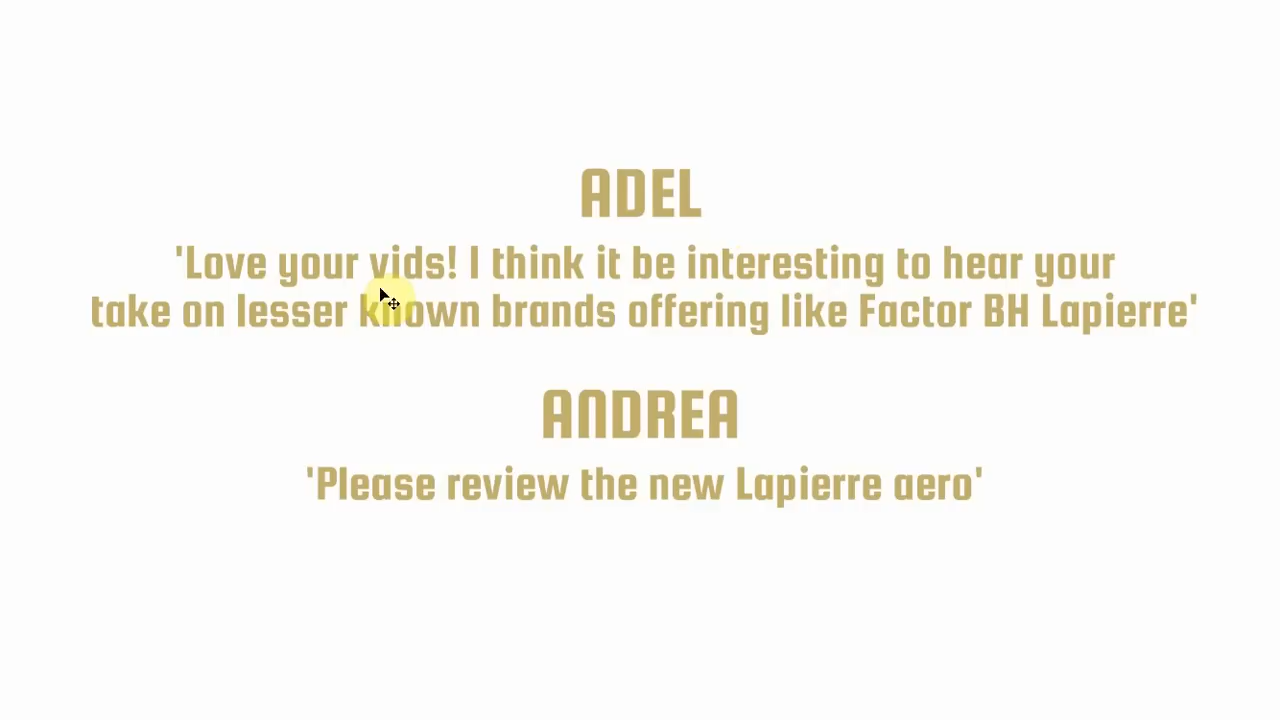 ADEL
'Love your vids! I think it be interesting to hear your
take on lesser known brands offering like Factor BH Lapierre'
ANDREA
'Please review the new Lapierre aero'